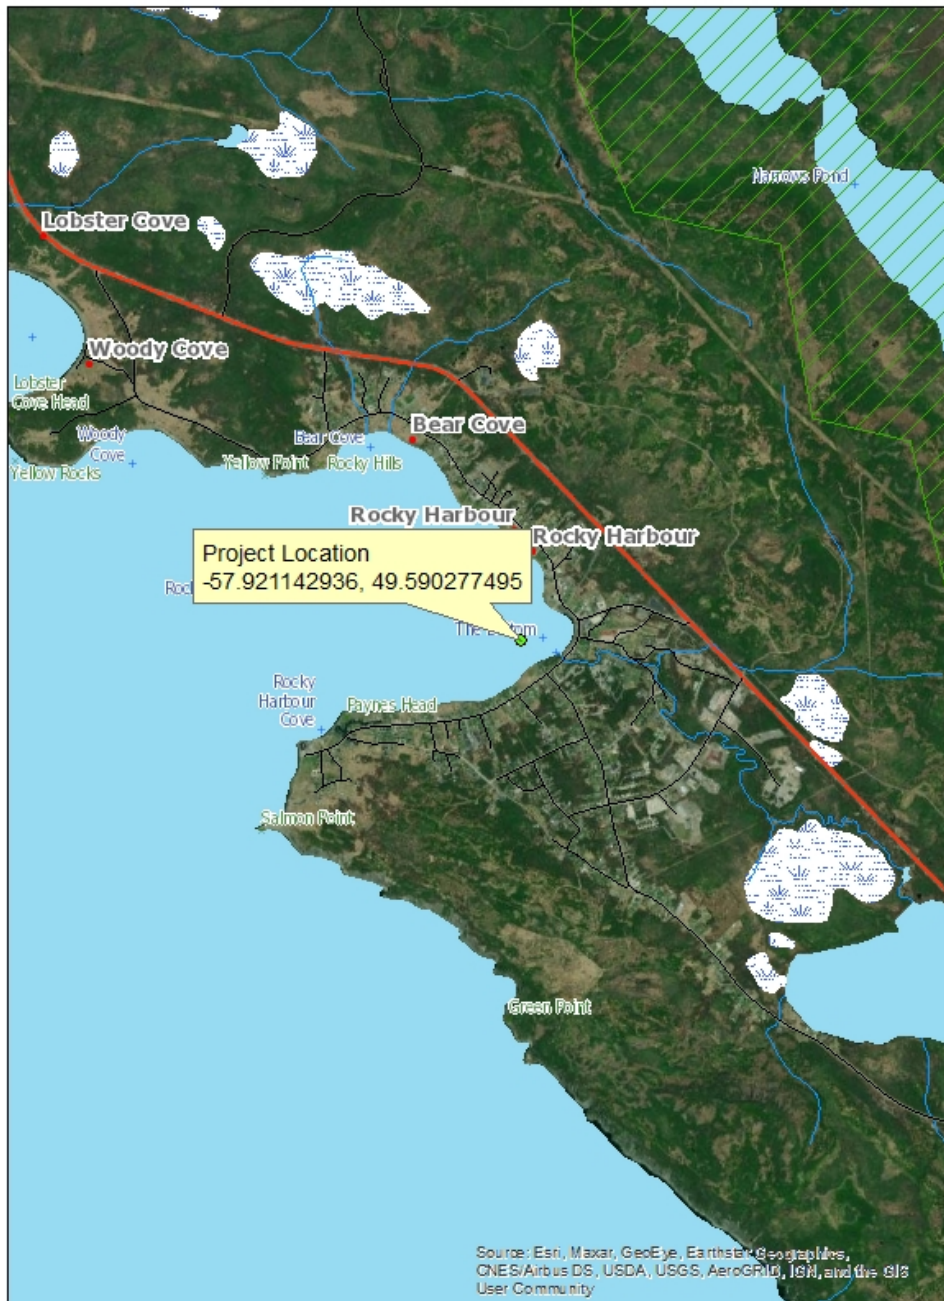 Narrows Pond
Lobster Cove
Woody Cove
Lobster
Cove Head
Bear Cove
Woody
Cove
Bear Cove
Yellow Rocks
Yellow Point
Rocky Hills
Rocky Harbour
Rocky Harbour
Project Location
-57.921142936, 49.590277495
The
Rocky
Harbour
Cove
Paynes Head
Salmon Point
Green Point
Source: Esri, Maxar, GeoEye, Earthstar Geographics,
CNES/Airbus DS, USDA, USGS, AeroGRID, IGN, and the GIS
User Community